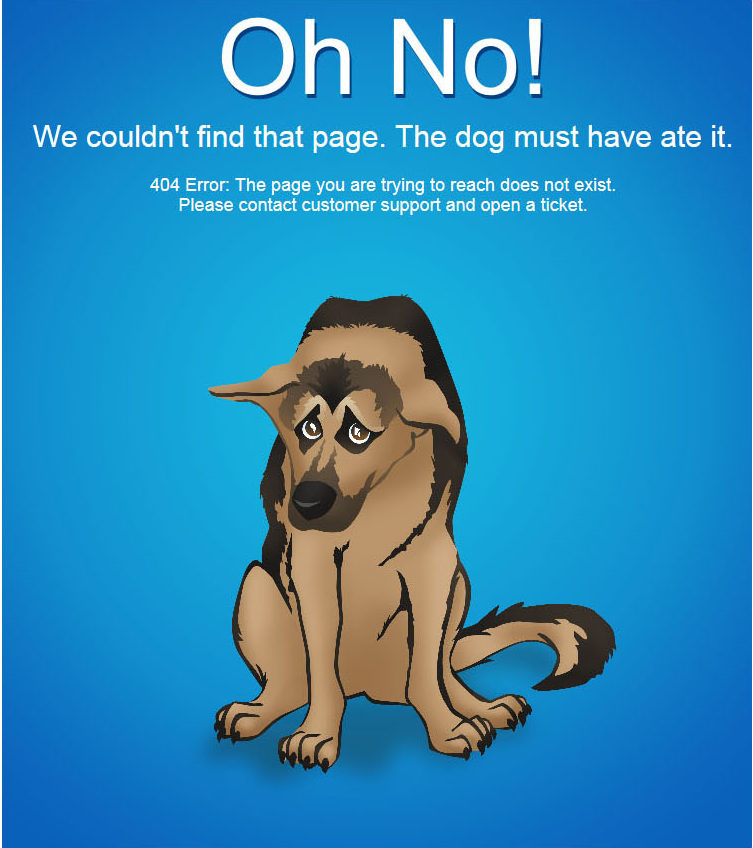 Oh No!
We couldn't find that page. The dog must have ate it.
404 Error: The page you are trying to reach does not exist.
Please contact customer support and open a ticket.